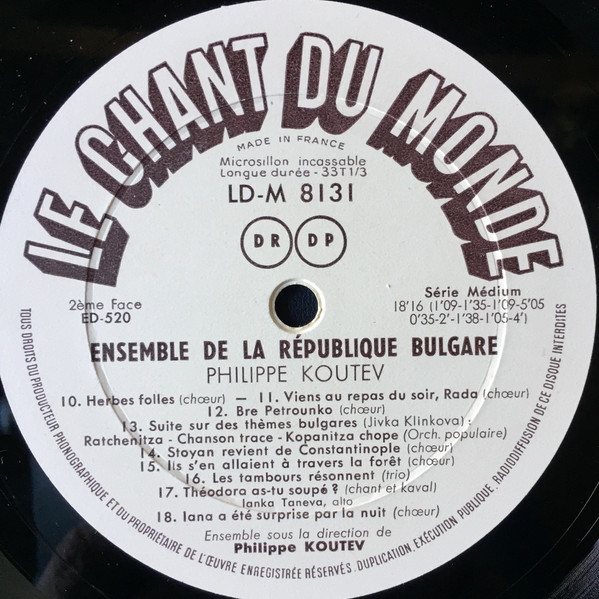 LE CHANT DU MONDE
MADE IN FRANCE
Microsillon incassable
Longue durée - 33T1/3
LD-M 8131
DR DP
2ème Face
ED-520
Série Médium
18'16 (1'09-1'35-1'09-5'05
0'35-2'-1'38-1'05-4')
ENSEMBLE DE LA RÉPUBLIQUE BULGARE
PHILIPPE KOUTEV
10. Herbes folles (chœur) — 11. Viens au repas du soir, Rada (chœur)
12. Bre Petrounko (chœur)
13. Suite sur des thèmes bulgares (Jivka Klinkova):
Ratchenitza - Chanson trace - Kopanitza chope (Orch. populaire)
14. Stoyan revient de Constantinople (chœur)
15. Ils s'en allaient à travers la forêt (chœur)
16. Les tambours résonnent (trio)
17. Théodora as-tu soupé? (chant et kaval)
Ianka Taneva, alto
18. Iana a été surprise par la nuit (chœur)
Ensemble sous la direction de
Philippe KOUTEV
TOUS DROITS DU PRODUCTEUR PHONOGRAPHIQUE ET DU PROPRIÉTAIRE DE L'ŒUVRE ENREGISTRÉE RÉSERVÉS. DUPLICATION, EXÉCUTION PUBLIQUE, RADIODIFFUSION DE CE DISQUE INTERDITES